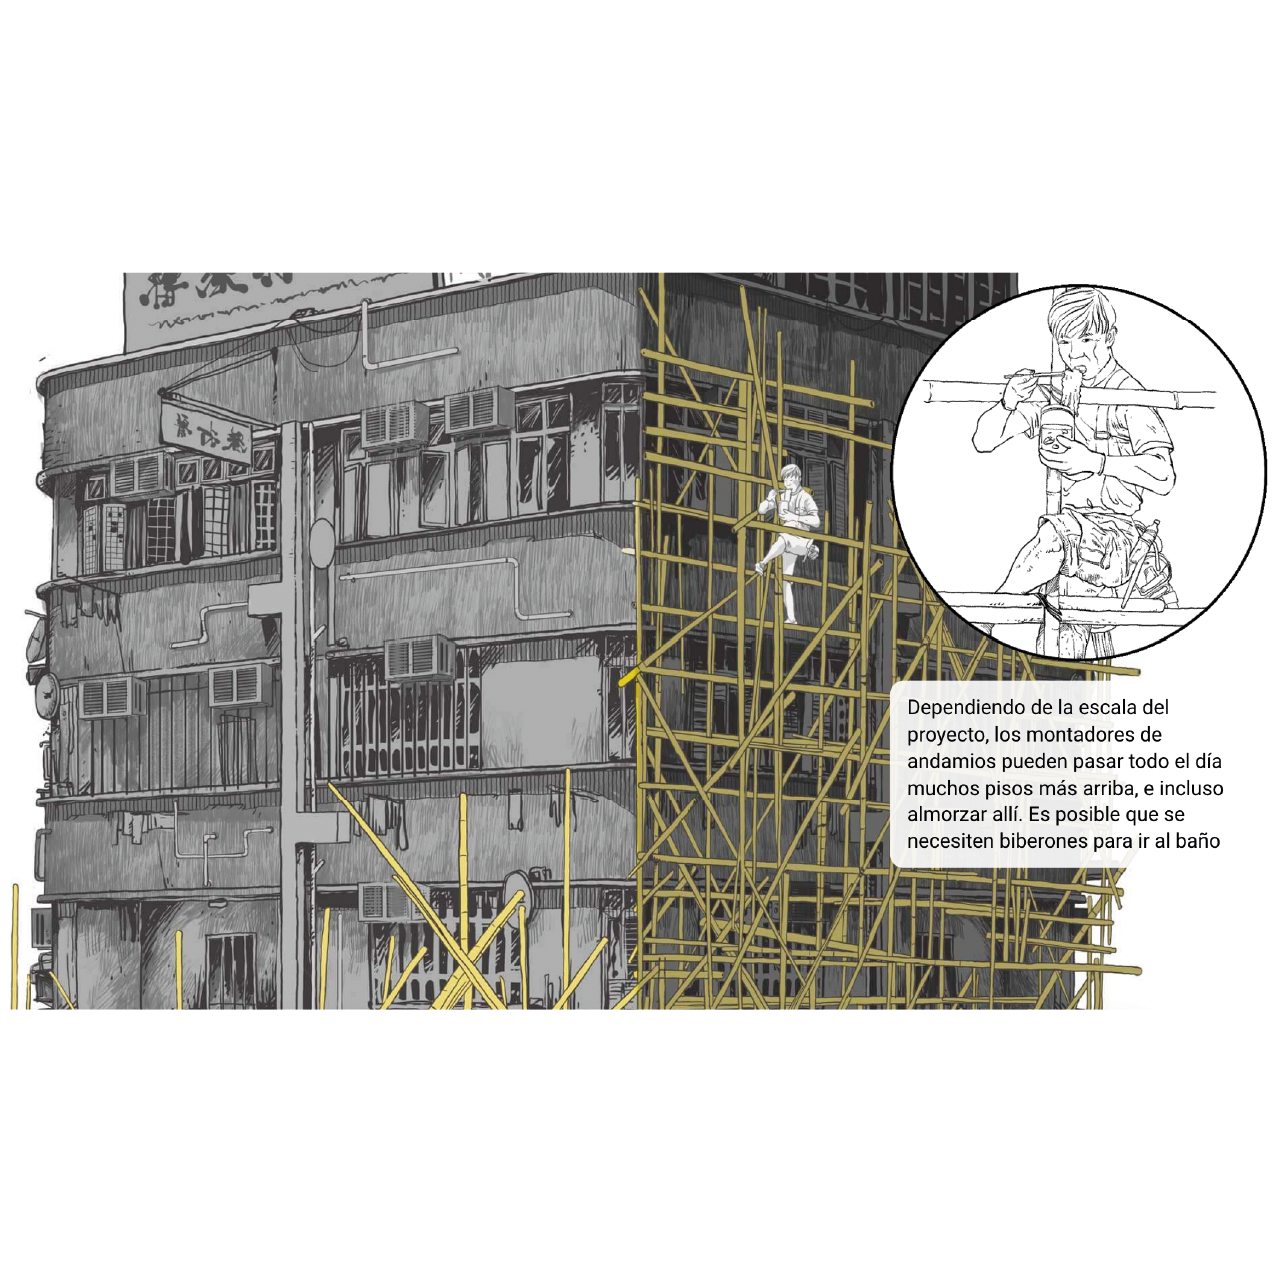 Dependiendo de la escala del
proyecto, los montadores de
andamios pueden pasar todo el día
muchos pisos más arriba, e incluso
almorzar allí. Es posible que se
necesiten biberones para ir al baño